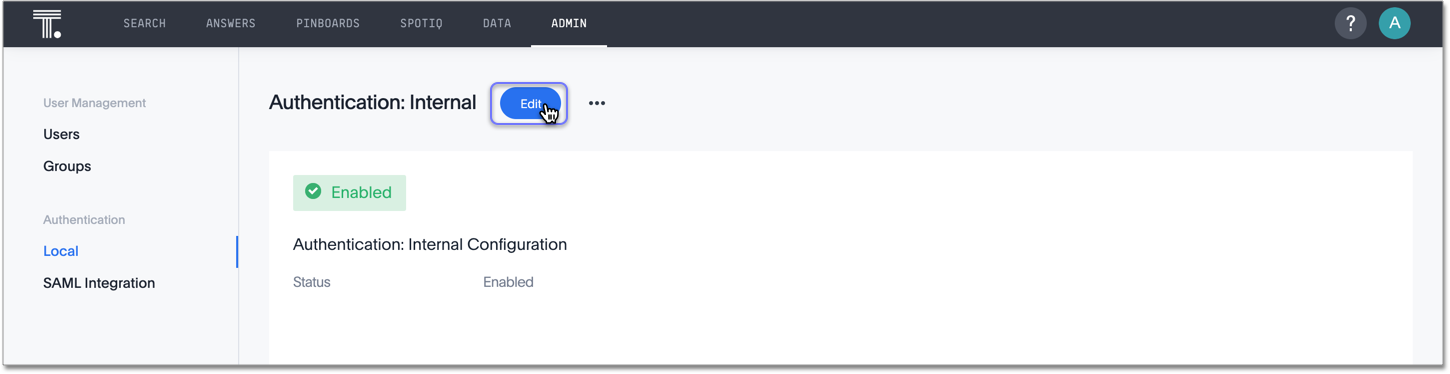 T.
SEARCH ANSWERS PINBOARDS SPOTIQ DATA ADMIN ? A
User Management
Users
Groups
Authentication
Local
SAML Integration
Authentication: Internal Edit •••
Enabled
Authentication: Internal Configuration
Status Enabled